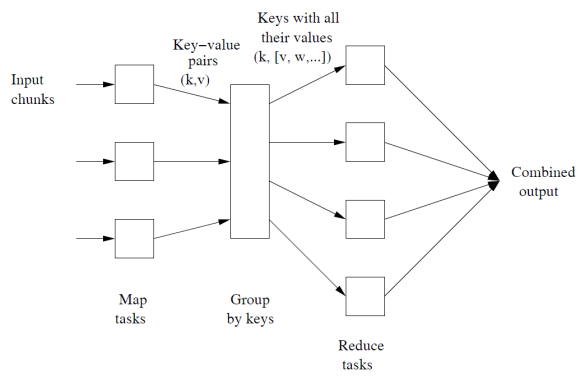 Keys with all
their values
(k, [v, w,...])
Key−value
pairs
(k,v)
Input
chunks
Combined
output
Map
tasks
Group
by keys
Reduce
tasks